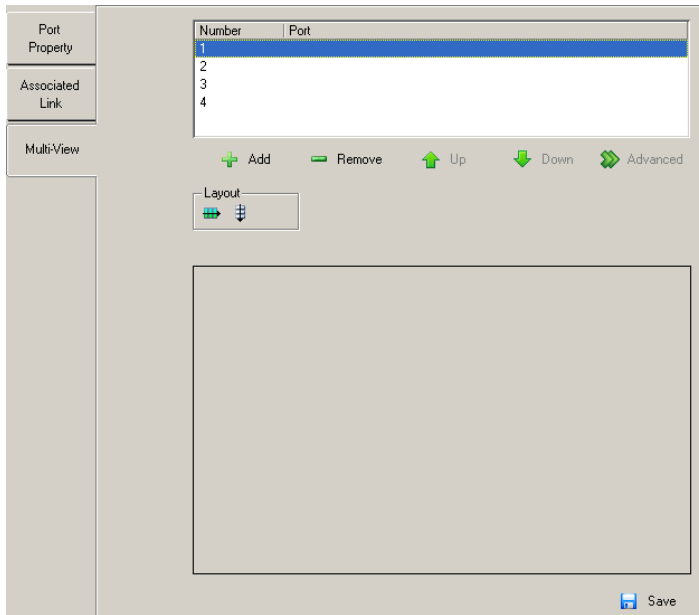 Port
Property
Associated
Link
Multi-View
Number Port
1
2
3
4
Add Remove Up Down Advanced
Layout
Save